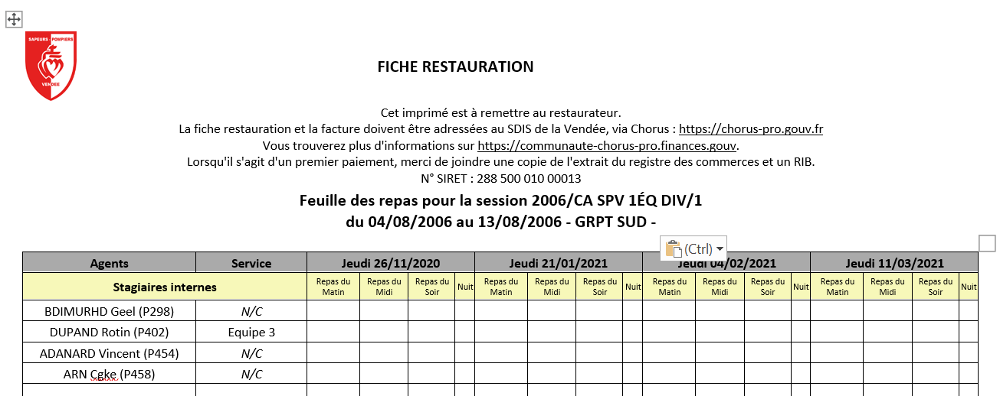 SAPEURS - POMPIERS
VENDÉE
FICHE RESTAURATION
Cet imprimé est à remettre au restaurateur.
La fiche restauration et la facture doivent être adressées au SDIS de la Vendée, via Chorus : https://chorus-pro.gouv.fr
Vous trouverez plus d'informations sur https://communaute-chorus-pro.finances.gouv.
Lorsqu'il s'agit d'un premier paiement, merci de joindre une copie de l'extrait du registre des commerces et un RIB.
N° SIRET : 288 500 010 00013
Feuille des repas pour la session 2006/CA SPV 1ÉQ DIV/1
du 04/08/2006 au 13/08/2006 - GRPT SUD -
(Ctrl)
Agents Service Jeudi 26/11/2020 Jeudi 21/01/2021 Jeudi 04/02/2021 Jeudi 11/03/2021
Stagiaires internes Repas du Matin Repas du Midi Repas du Soir Nuit Repas du Matin Repas du Midi Repas du Soir Nuit Repas du Matin Repas du Midi Repas du Soir Nuit Repas du Matin Repas du Midi Repas du Soir Nuit
BDIMURHD Geel (P298) N/C
DUPAND Rotin (P402) Equipe 3
ADANARD Vincent (P454) N/C
ARN Cgke (P458) N/C